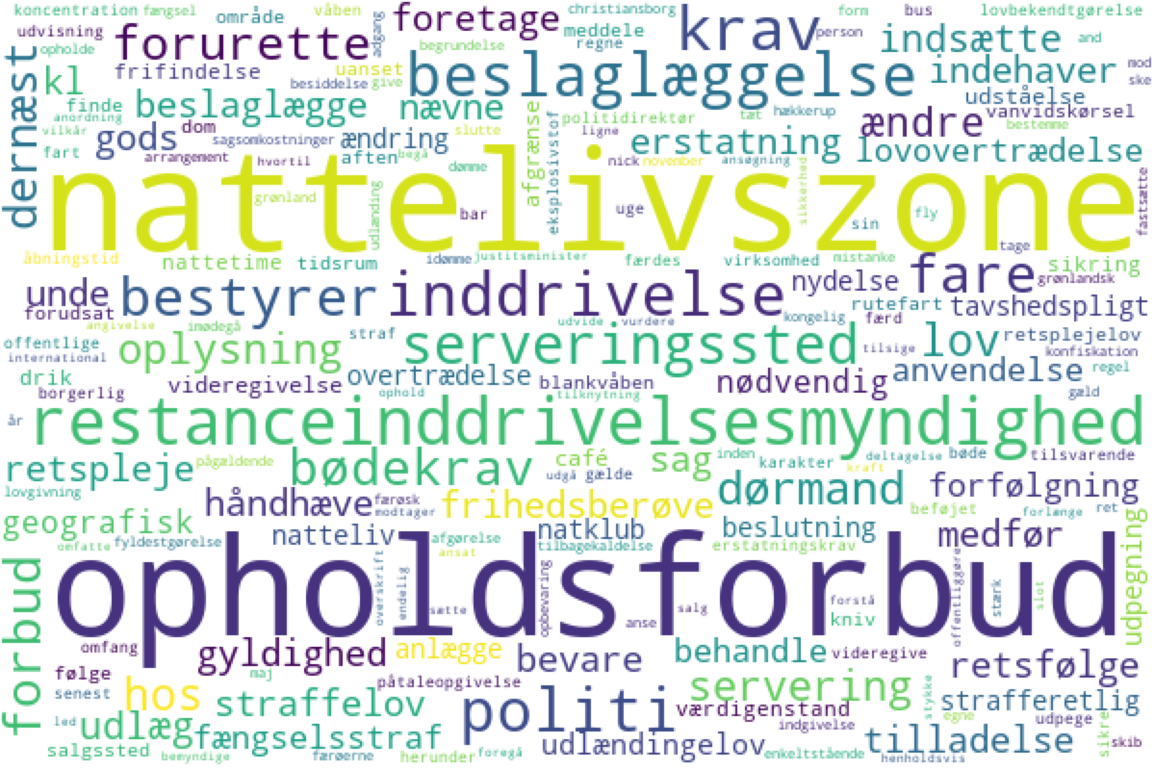 koncentration fængsel område våben foretage christiansborg krav form bus lovbekendtgørelse
udvisning forurette adgang meddele person indsætte and
opholde begrundelse regne
kl frifindelse uanset beslaglæggelse indehaver mod
dernæst besiddelse give ske
finde beslaglægge nævne hækkerup udståelse
anordning politidirektør ændre vanvidskørsel
vilkår gods dom sagsomkostninger ændring slutte afgrænse eksplosivstof ligne tæt erstatning bestemme
fart arrangement hvortil aften begå nick november ansøgning lovovertrædelse
dømme
nattelivszone
grønland udlænding bar uge sikkerhed sin fly fastsætte
åbningstid nattetime tidsrum idømme justitsminister færdes virksomhed mistanke tage sikring
unde bestyrer inddrivelse nydelse fare grønlandsk
forudsat rutefart tavshedspligt
angivelse imødegå straf udvide vurdere kongelig færd
offentlige oplysning serveringssted tilsige lov retsplejelov
international konfiskation
drik videregivelse overtrædelse blankvåben nødvendig anvendelse regel
borgerlig ophold tilknytning gæld
år restanceinddrivelsesmyndighed
retspleje pågældende bødekrav café sag inden karakter deltagelse bøde tilsvarende
udgå gælde kraft
lovgivning håndhæve færøsk frihedsberøve dørmand forfølgning
modtager beføjet forlænge ret
geografisk natteliv natklub beslutning medfør
omfatte fyldestgørelse afgørelse ansat tilbagekaldelse erstatningskrav
forbud opholdsforbud udpegning
overskrift endelig sætte opbevaring anse salg forstå kniv offentliggøre stærk slot
omfang gyldighed anlægge bevare behandle videregive retsfølge
følge maj påtaleopgivelse
senest hos straffelov politi servering stykke strafferetlig
værdigenstand egne
led udlæg fængselsstraf indgivelse udpege
salgssted udlændingelov tilladelse sikre skib
bemyndige færøerne herunder foregå enkeltstående henholdsvis